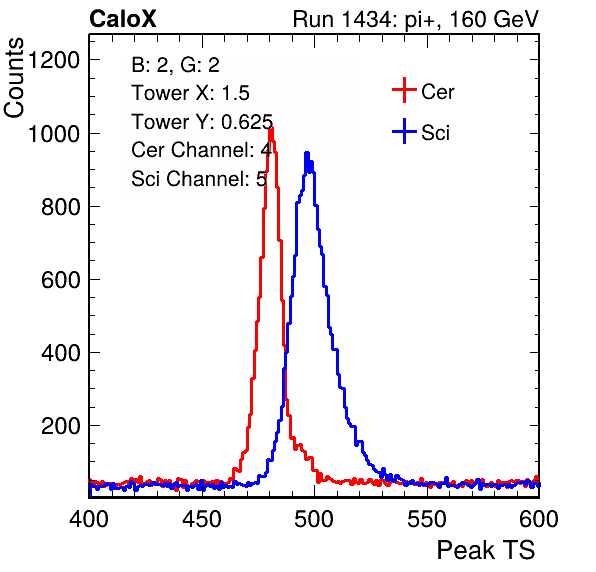 CaloX Run 1434: pi+, 160 GeV
Counts
B: 2, G: 2
Tower X: 1.5
Tower Y: 0.625
Cer Channel: 4
Sci Channel: 5
Cer
Sci
1200
1000
800
600
400
200
400 450 500 550 600
Peak TS